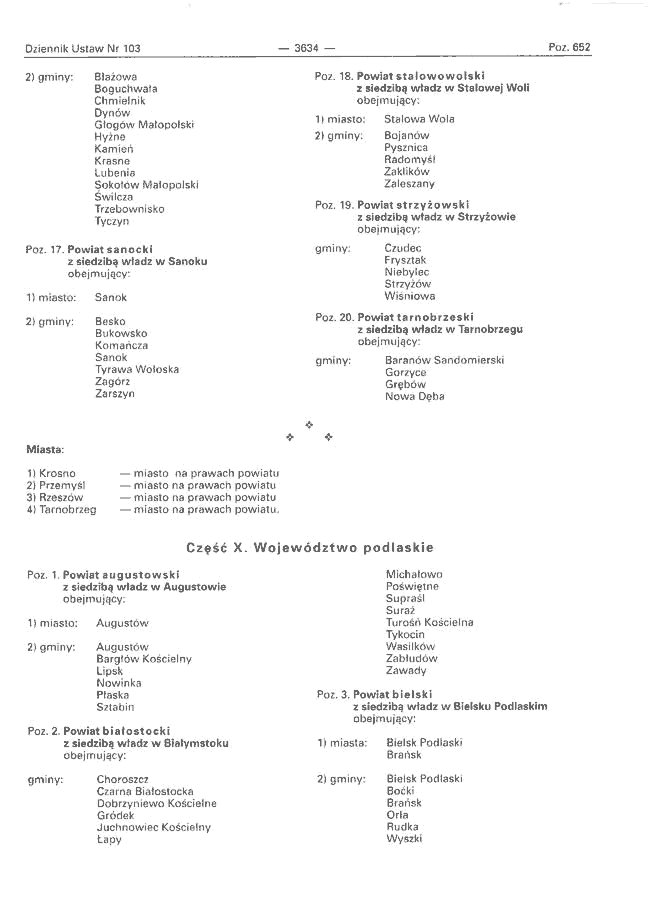 Dziennik Ustaw Nr 103 — 3634 — Poz. 652
2) gminy: Błażowa
Boguchwała
Chmielnik
Dynów
Głogów Małopolski
Hyżne
Kamień
Krasne
Lubenia
Sokołów Małopolski
Świlcza
Trzebownisko
Tyczyn
Poz. 17. Powiat sanocki
z siedzibą władz w Sanoku
obejmujący:
1) miasto: Sanok
2) gminy: Besko
Bukowsko
Komańcza
Sanok
Tyrawa Wołoska
Zagórz
Zarszyn
Poz. 18. Powiat stalowowolski
z siedzibą władz w Stalowej Woli
obejmujący:
1) miasto: Stalowa Wola
2) gminy: Bojanów
Pysznica
Radomyśl
Zaklików
Zaleszany
Poz. 19. Powiat strzyżowski
z siedzibą władz w Strzyżowie
obejmujący:
gminy: Czudec
Frysztak
Niebylec
Strzyżów
Wiśniowa
Poz. 20. Powiat tarnobrzeski
z siedzibą władz w Tarnobrzegu
obejmujący:
gminy: Baranów Sandomierski
Gorzyce
Grębów
Nowa Dęba
Miasta:
1) Krosno — miasto na prawach powiatu
2) Przemyśl — miasto na prawach powiatu
3) Rzeszów — miasto na prawach powiatu
4) Tarnobrzeg — miasto na prawach powiatu.
Część X. Województwo podlaskie
Poz. 1. Powiat augustowski
z siedzibą władz w Augustowie
obejmujący:
1) miasto: Augustów
2) gminy: Augustów
Bargłów Kościelny
Lipsk
Nowinka
Płaska
Sztabin
Poz. 2. Powiat białostocki
z siedzibą władz w Białymstoku
obejmujący:
gminy: Choroszcz
Czarna Białostocka
Dobrzyniewo Kościelne
Gródek
Juchnowiec Kościelny
Łapy
Michałowo
Poświętne
Supraśl
Suraż
Turośń Kościelna
Tykocin
Wasilków
Zabłudów
Zawady
Poz. 3. Powiat bielski
z siedzibą władz w Bielsku Podlaskim
obejmujący:
1) miasta: Bielsk Podlaski
Brańsk
2) gminy: Bielsk Podlaski
Boćki
Brańsk
Orla
Rudka
Wyszki